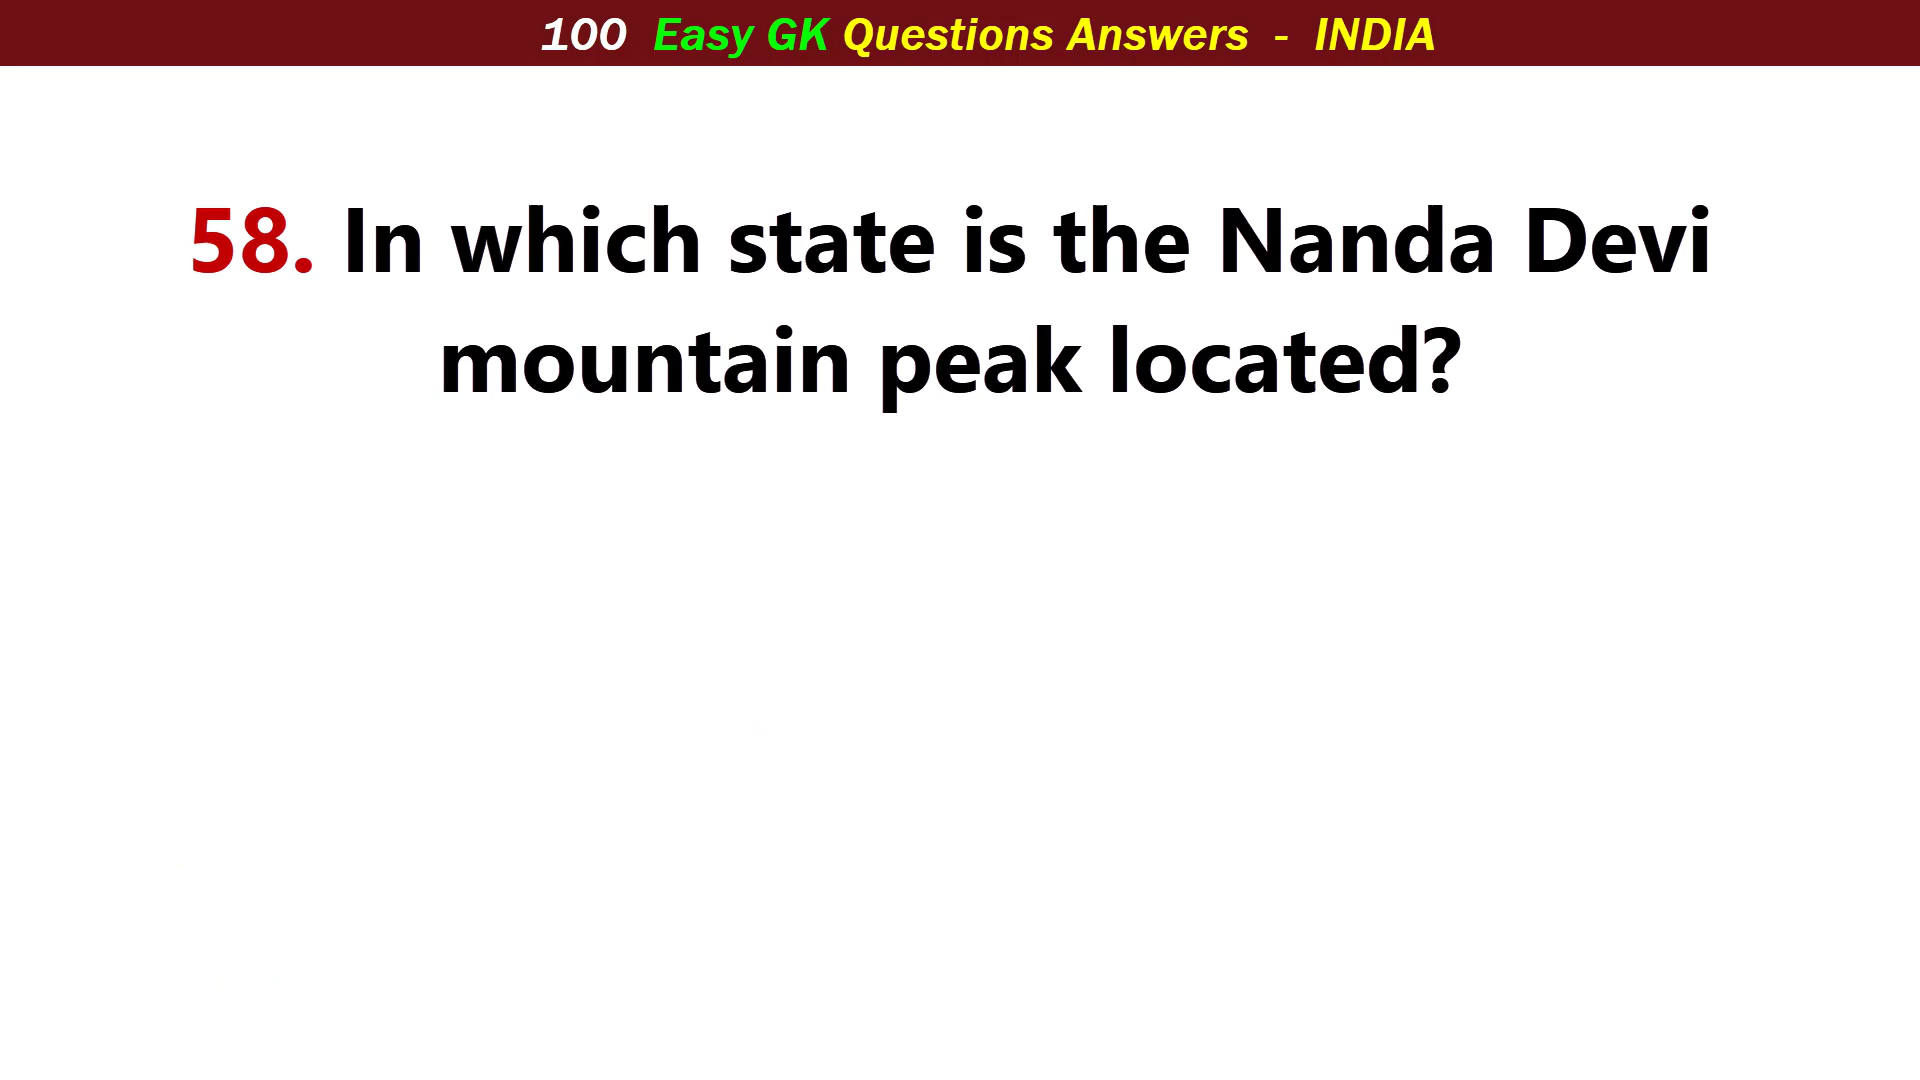 100 Easy GK Questions Answers - INDIA
58. In which state is the Nanda Devi
mountain peak located?